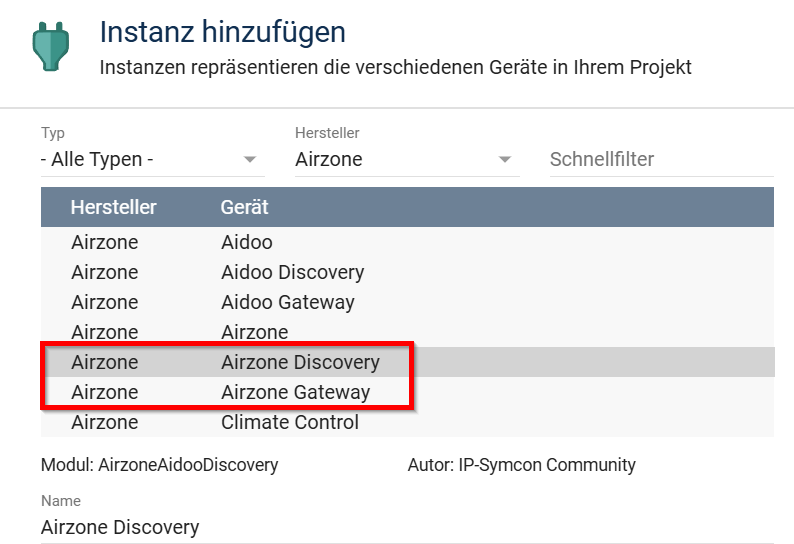 Instanz hinzufügen
Instanzen repräsentieren die verschiedenen Geräte in Ihrem Projekt
Typ Hersteller
- Alle Typen - Airzone Schnellfilter
Hersteller Gerät
Airzone Aidoo
Airzone Aidoo Discovery
Airzone Aidoo Gateway
Airzone Airzone
Airzone Airzone Discovery
Airzone Airzone Gateway
Airzone Climate Control
Modul: AirzoneAidooDiscovery Autor: IP-Symcon Community
Name
Airzone Discovery